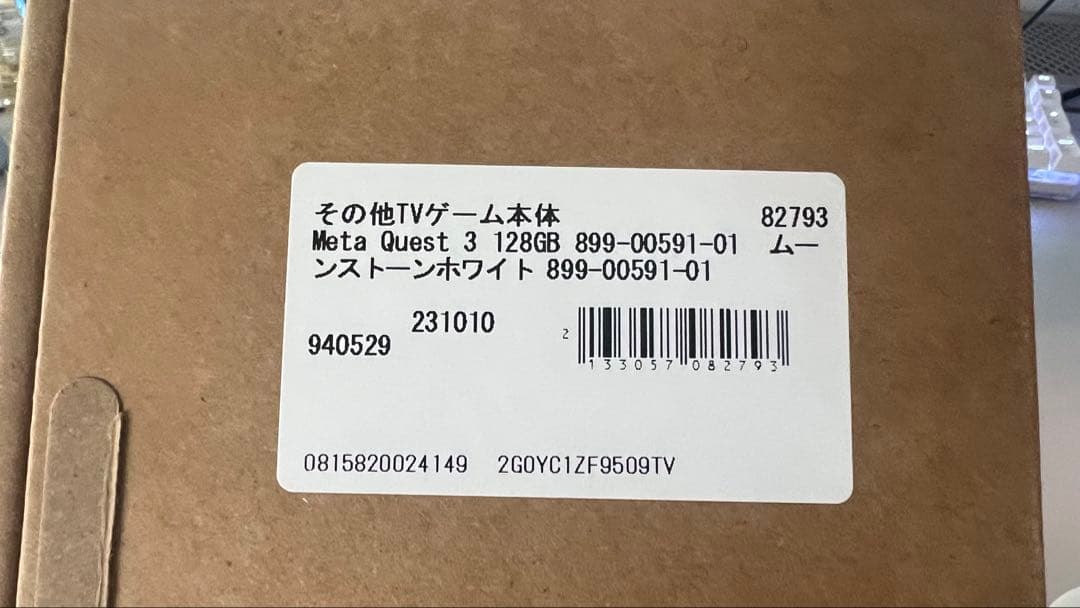 その他TVゲーム本体 82793
Meta Quest 3 128GB 899-00591-01 ムー
ンストーンホワイト 899-00591-01
231010
940529
2 133057 082793
0815820024149 2G0YC1ZF9509TV